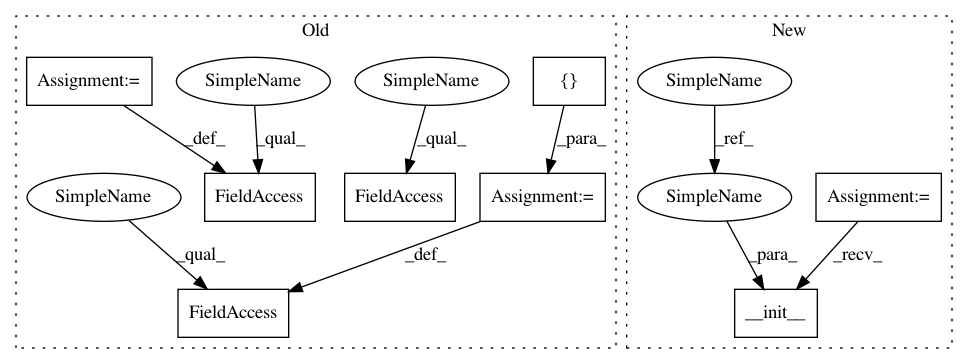 Old
New
Assignment:=
SimpleName
SimpleName
{}
SimpleName
_def_
_qual_
_qual_
_para_
_ref_
SimpleName
FieldAccess
FieldAccess
Assignment:=
SimpleName
Assignment:=
_qual_
_def_
_para_
_recv_
FieldAccess
__init__